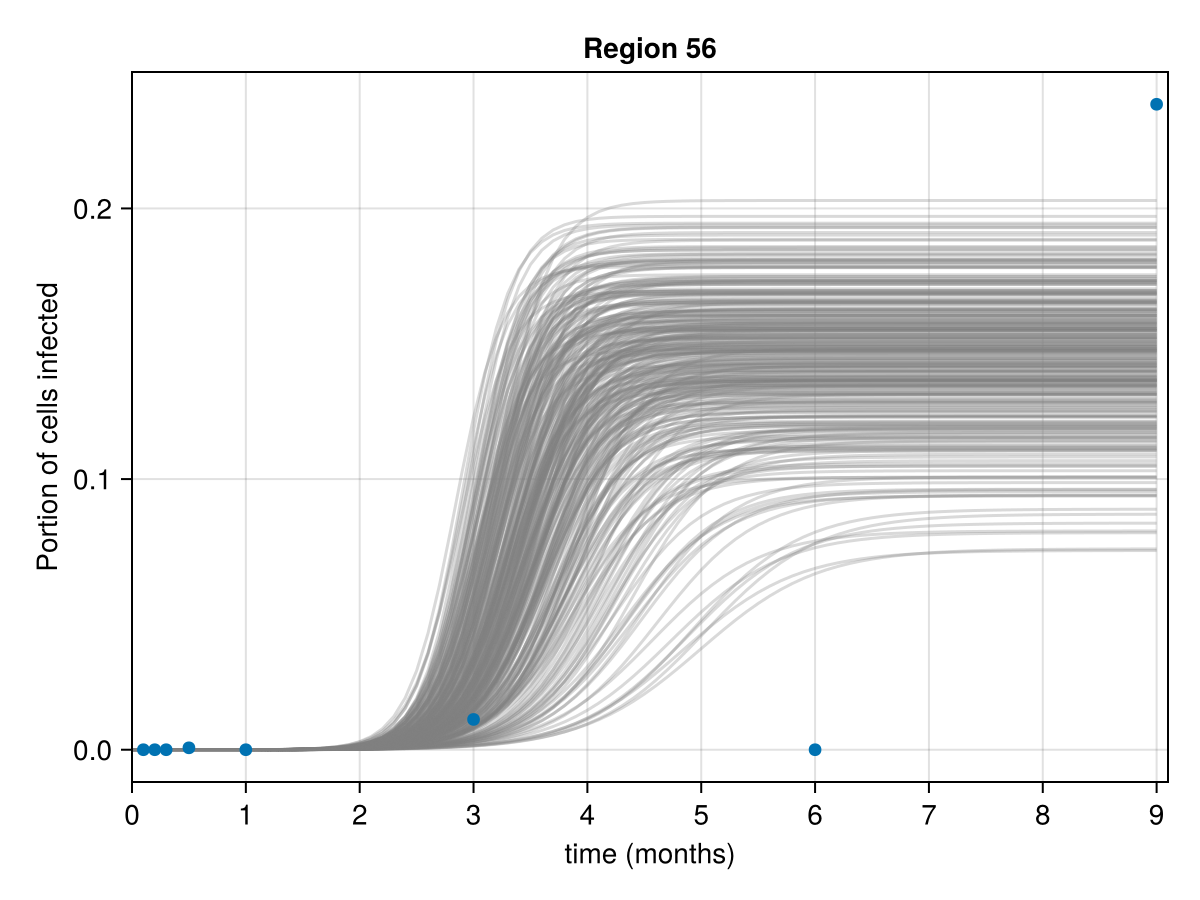 Region 56
Portion of cells infected
0.2
0.1
0.0
0 1 2 3 4 5 6 7 8 9
time (months)